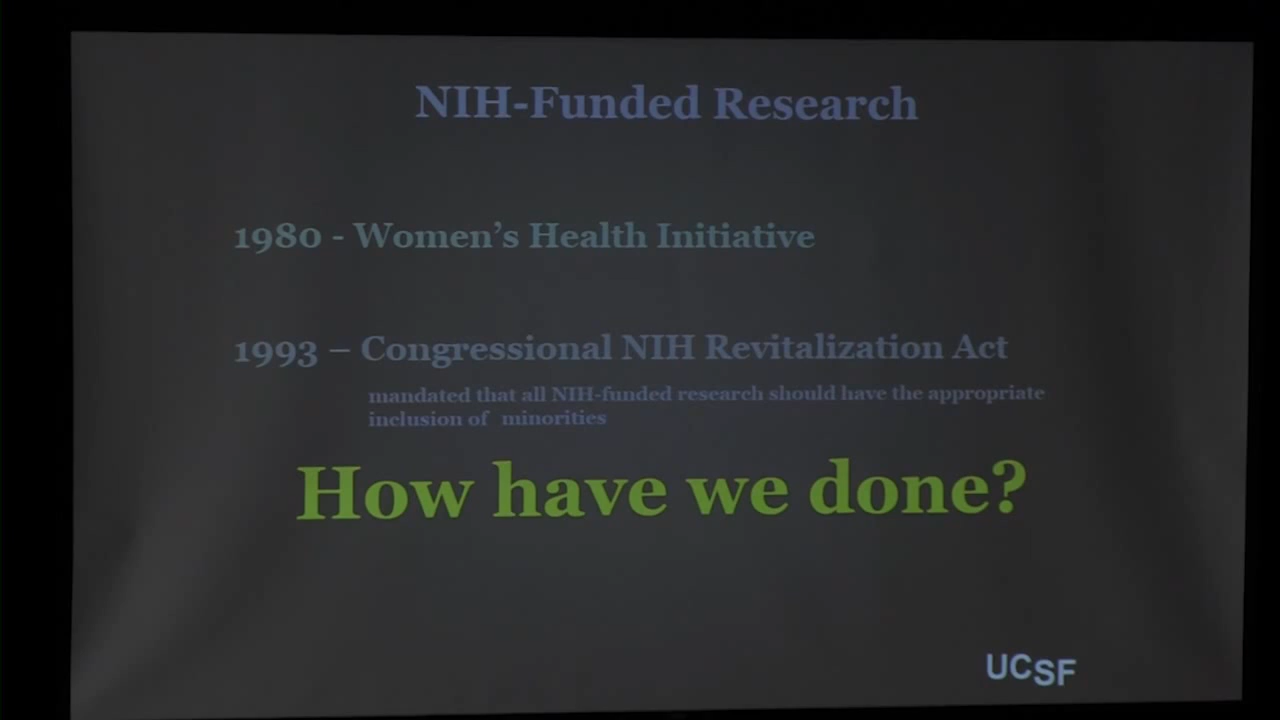 NIH-Funded Research
1980 - Women's Health Initiative
1993 – Congressional NIH Revitalization Act
mandated that all NIH-funded research should have the appropriate
inclusion of minorities
How have we done?
UCSF